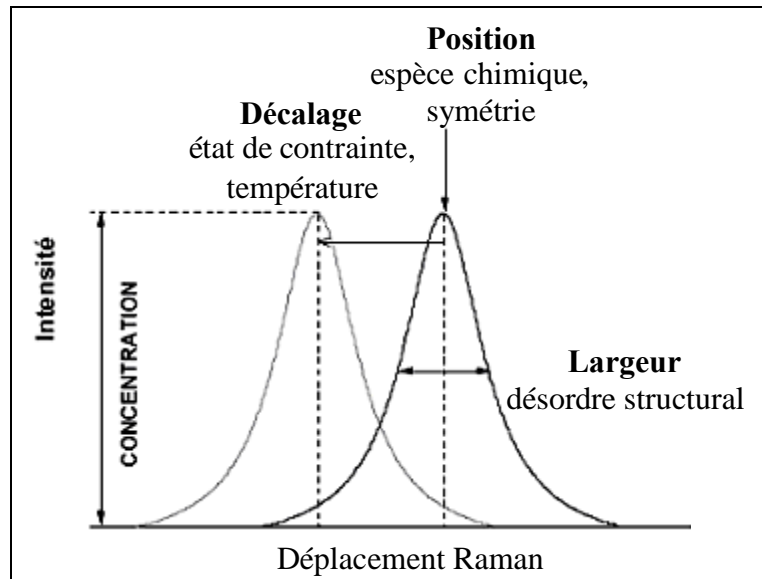 Position
espèce chimique,
symétrie
Décalage
état de contrainte,
température
Intensité
CONCENTRATION
Largeur
désordre structural
Déplacement Raman